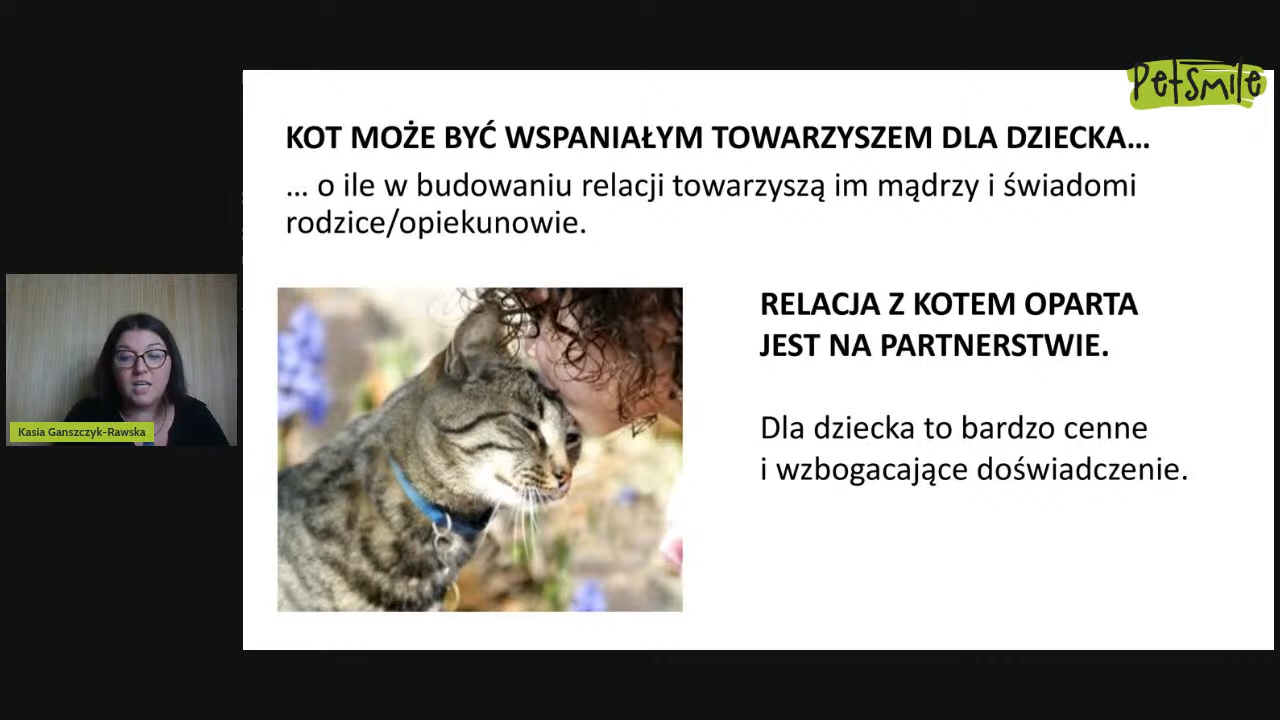 PetSmile
KOT MOŻE BYĆ WSPANIAŁYM TOWARZYSZEM DLA DZIECKA...
... o ile w budowaniu relacji towarzyszą im mądrzy i świadomi
rodzice/opiekunowie.
RELACJA Z KOTEM OPARTA
JEST NA PARTNERSTWIE.
Dla dziecka to bardzo cenne
i wzbogacające doświadczenie.
Kasia Ganszczyk-Rawska